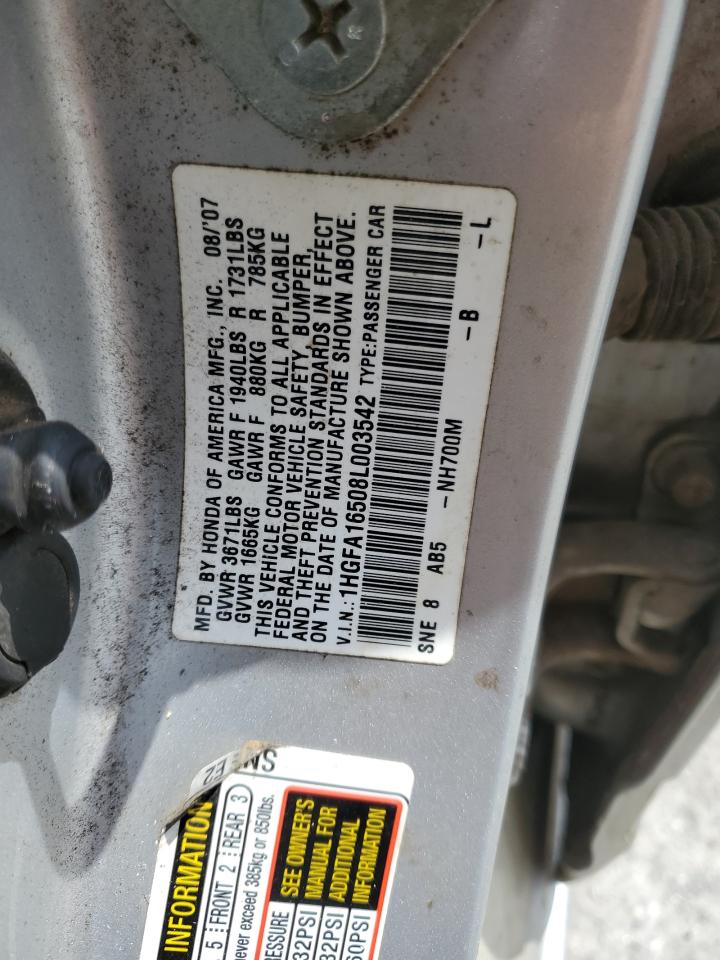 MFD. BY HONDA OF AMERICA MFG., INC. 08/'07
GVWR 3671LBS GAWR F 1940LBS R 1731LBS
GVWR 1665KG GAWR F 880KG R 785KG
THIS VEHICLE CONFORMS TO ALL APPLICABLE
FEDERAL MOTOR VEHICLE SAFETY, BUMPER,
AND THEFT PREVENTION STANDARDS IN EFFECT
ON THE DATE OF MANUFACTURE SHOWN ABOVE.
V.I.N.:1HGFA16508L003542 TYPE:PASSENGER CAR
SNE 8 AB5 -NH700M -B -L
INFORMATION
5 FRONT 2 REAR 3
never exceed 385kg or 850lbs.
SEE OWNER'S
MANUAL FOR
ADDITIONAL
INFORMATION
32PSI
32PSI
60PSI